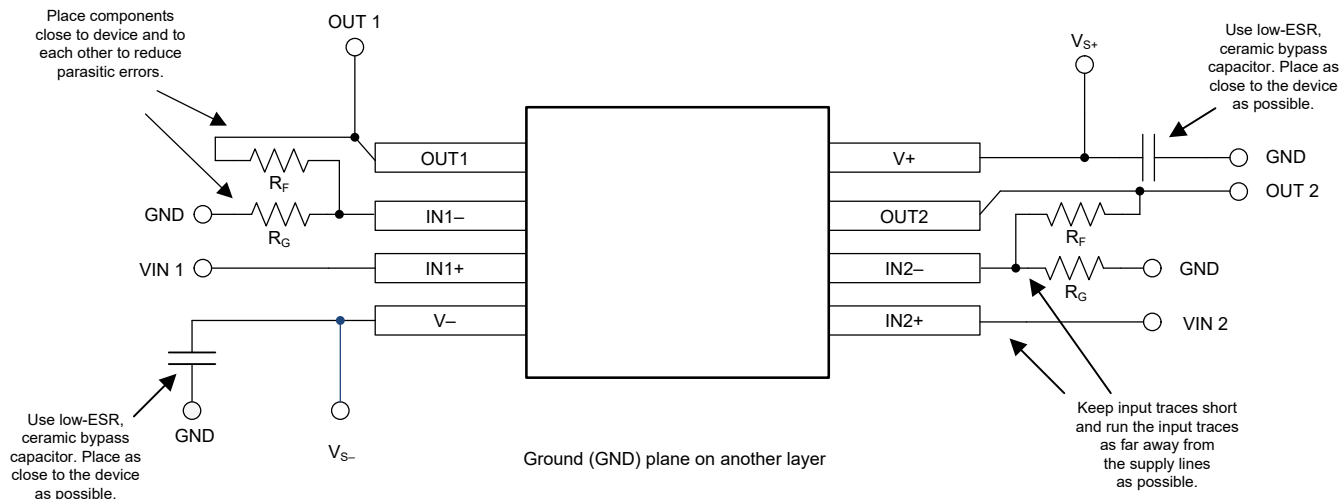 Place components
close to device and to
each other to reduce
parasitic errors.
OUT 1
VS+
Use low-ESR,
ceramic bypass
capacitor. Place as
close to the device
as possible.
OUT1
V+
GND
RF
OUT2
OUT 2
GND
RG
IN1–
RF
VIN 1
IN1+
IN2–
RG
GND
V–
IN2+
VIN 2
Use low-ESR,
ceramic bypass
capacitor. Place as
close to the device
as possible.
GND
VS–
Ground (GND) plane on another layer
Keep input traces short
and run the input traces
as far away from
the supply lines
as possible.